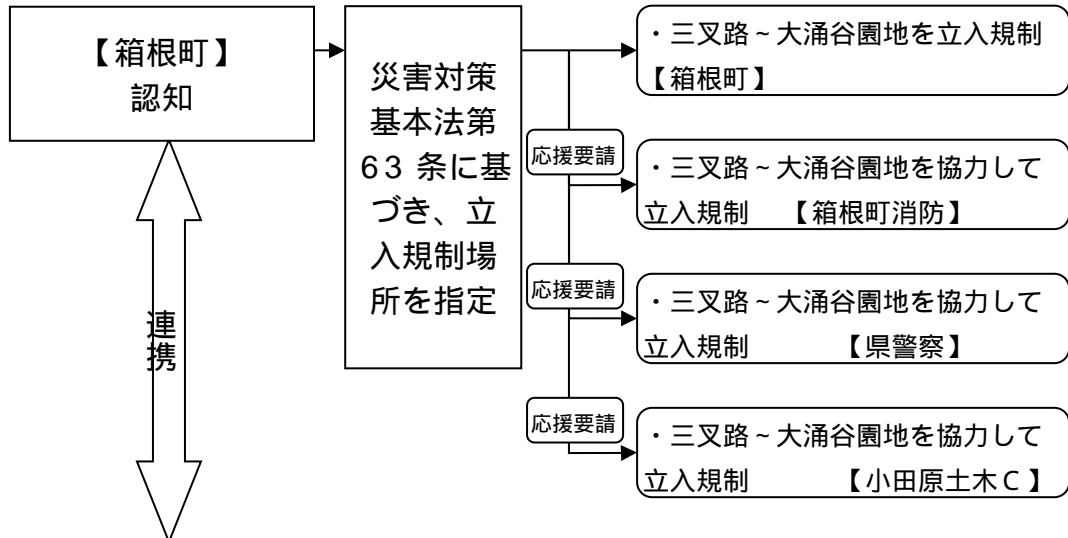 【箱根町】
認知
連
携
災害対策
基本法第
63 条に基
づき、立
入規制場
所を指定
・三叉路~大涌谷園地を立入規制
【箱根町】
応援要請
・三叉路~大涌谷園地を協力して
立入規制 【箱根町消防】
応援要請
・三叉路~大涌谷園地を協力して
立入規制 【県警察】
応援要請
・三叉路~大涌谷園地を協力して
立入規制 【小田原土木C】